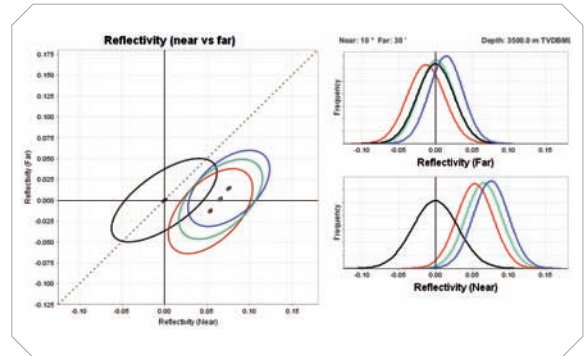 Reflectivity (near vs far)
0.175
0.150
0.125
0.100
0.075
0.050
0.025
0.000
-0.025
-0.050
-0.075
-0.100
-0.125
Reflectivity (Far)
-0.10
-0.05
0.00
0.05
0.10
0.15
Reflectivity (Near)
Near: 10 ° Far: 30 ° Depth: 3500.0 m TVDBML
Frequency
-0.10 -0.05 0.00 0.05 0.10 0.15
Reflectivity (Far)
Frequency
-0.10 -0.05 0.00 0.05 0.10 0.15
Reflectivity (Near)